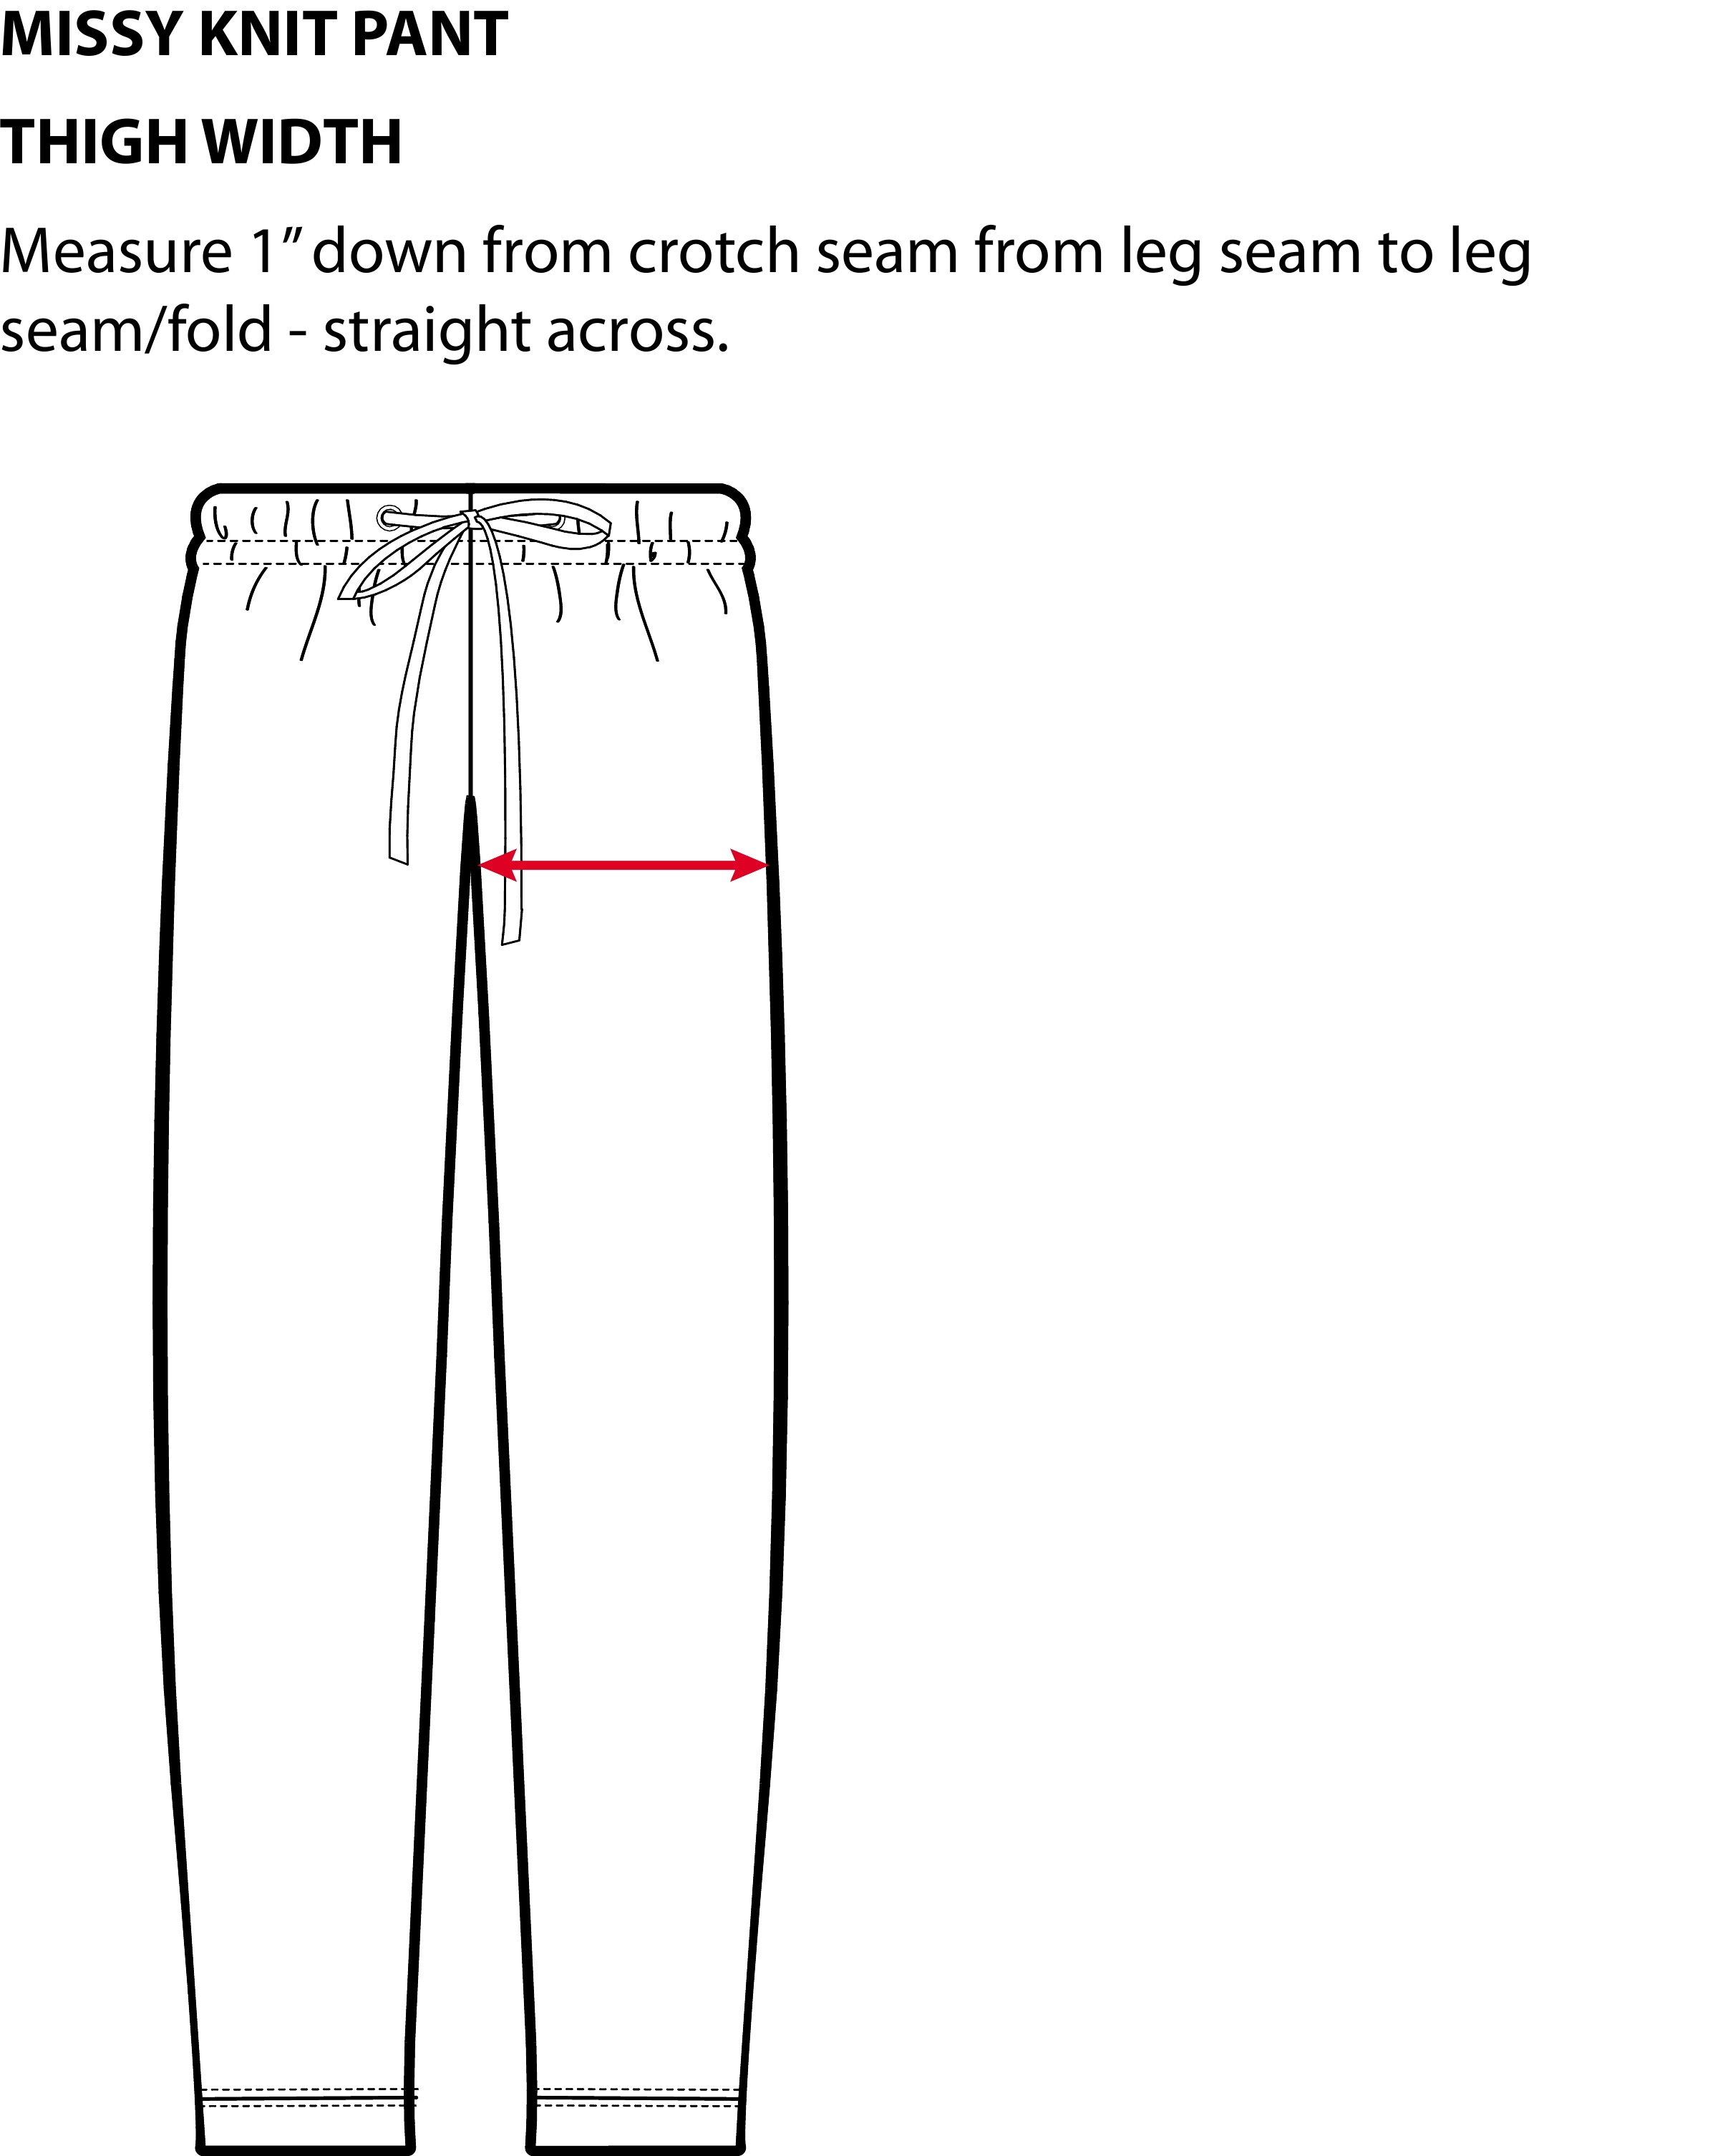 MISSY KNIT PANT
THIGH WIDTH
Measure 1” down from crotch seam from leg seam to leg
seam/fold - straight across.